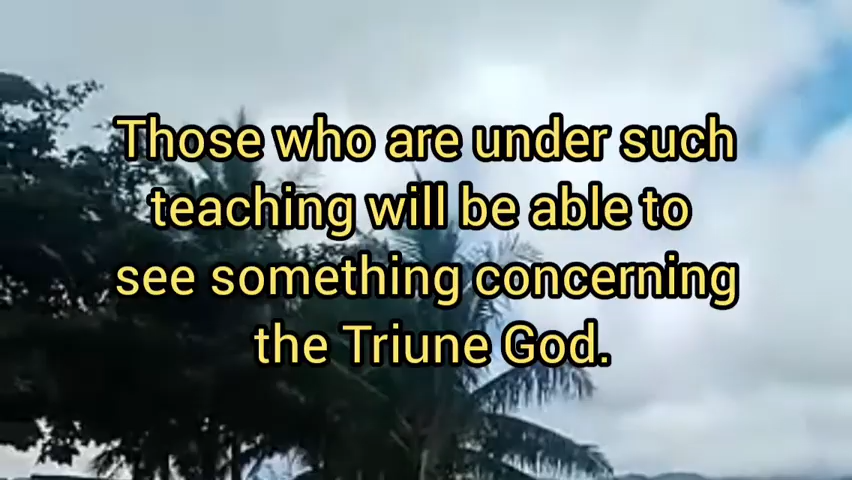 Those who are under such
teaching will be able to
see something concerning
the Triune God.